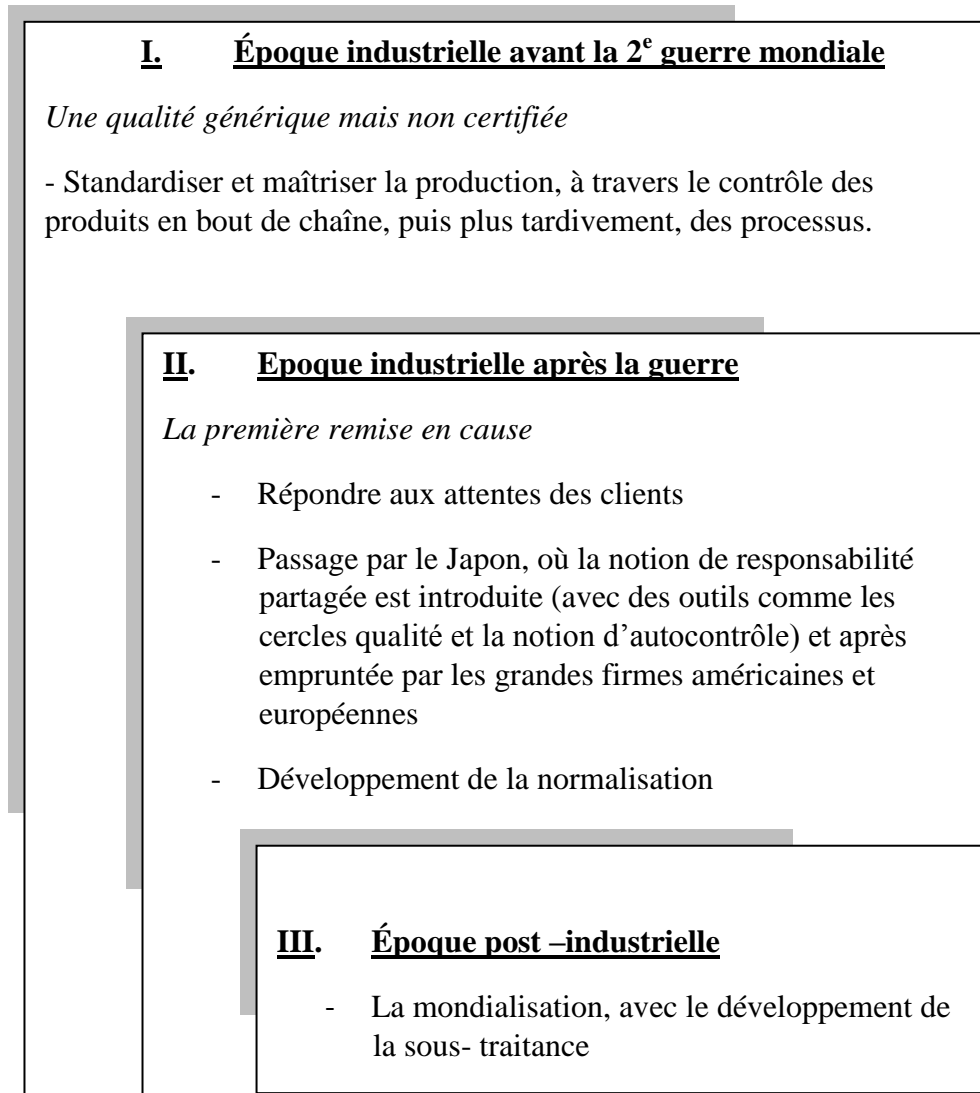 I. Époque industrielle avant la 2e guerre mondiale
Une qualité générique mais non certifiée
- Standardiser et maîtriser la production, à travers le contrôle des
produits en bout de chaîne, puis plus tardivement, des processus.
II. Epoque industrielle après la guerre
La première remise en cause
- Répondre aux attentes des clients
- Passage par le Japon, où la notion de responsabilité
partagée est introduite (avec des outils comme les
cercles qualité et la notion d’autocontrôle) et après
empruntée par les grandes firmes américaines et
européennes
- Développement de la normalisation
III. Époque post –industrielle
- La mondialisation, avec le développement de
la sous- traitance